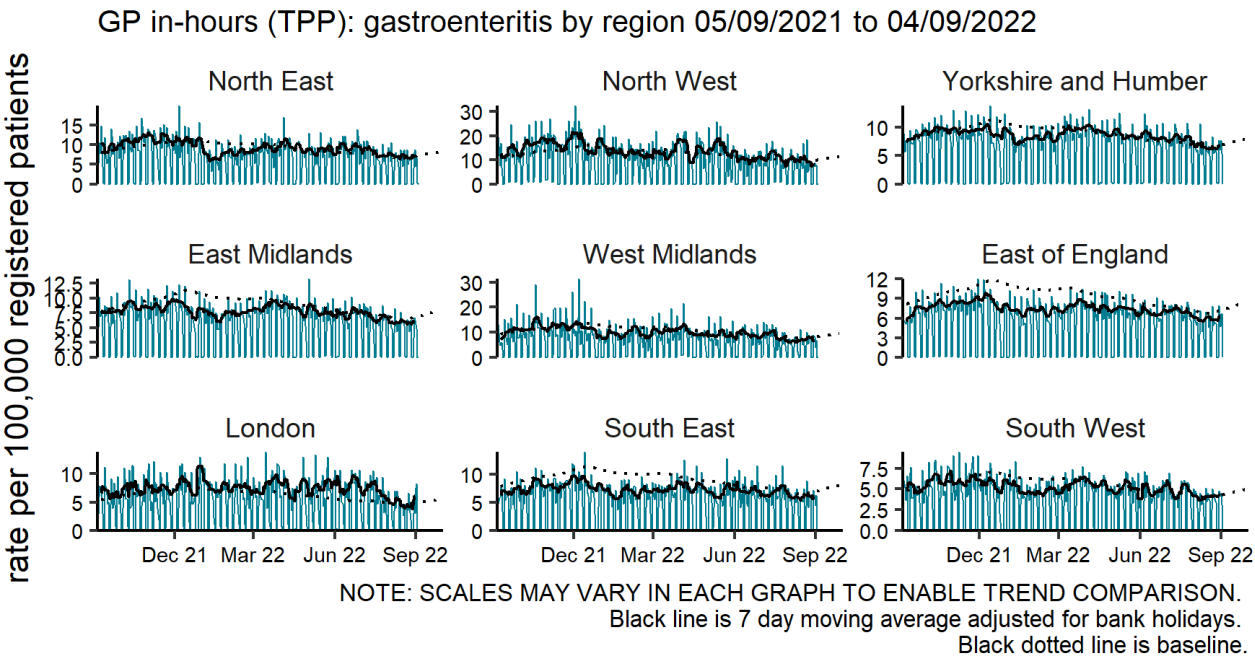 GP in-hours (TPP): gastroenteritis by region 05/09/2021 to 04/09/2022
rate per 100,000 registered patients
North East
15
10
5
0
North West
30
20
10
0
Yorkshire and Humber
10
5
0
East Midlands
12.5
10.0
7.5
5.0
2.5
0.0
West Midlands
30
20
10
0
East of England
12
9
6
3
0
London
10
5
0
South East
10
5
0
South West
7.5
5.0
2.5
0.0
Dec 21 Mar 22 Jun 22 Sep 22
Dec 21 Mar 22 Jun 22 Sep 22
Dec 21 Mar 22 Jun 22 Sep 22
NOTE: SCALES MAY VARY IN EACH GRAPH TO ENABLE TREND COMPARISON.
Black line is 7 day moving average adjusted for bank holidays.
Black dotted line is baseline.